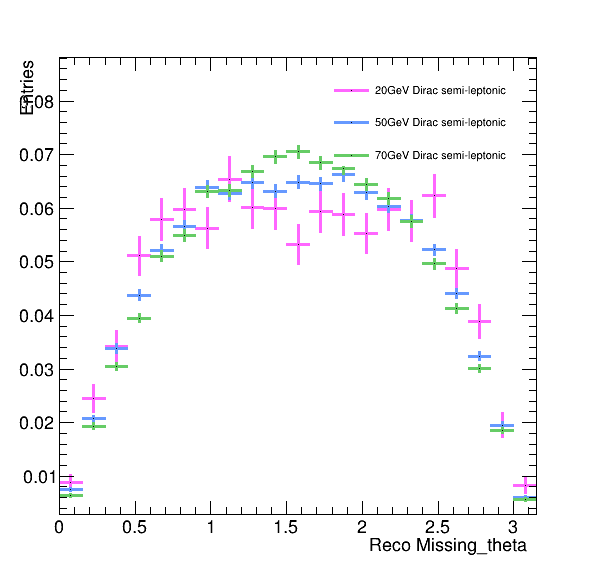 Entries
0.08
0.07
0.06
0.05
0.04
0.03
0.02
0.01
20GeV Dirac semi-leptonic
50GeV Dirac semi-leptonic
70GeV Dirac semi-leptonic
0 0.5 1 1.5 2 2.5 3
Reco Missing_theta